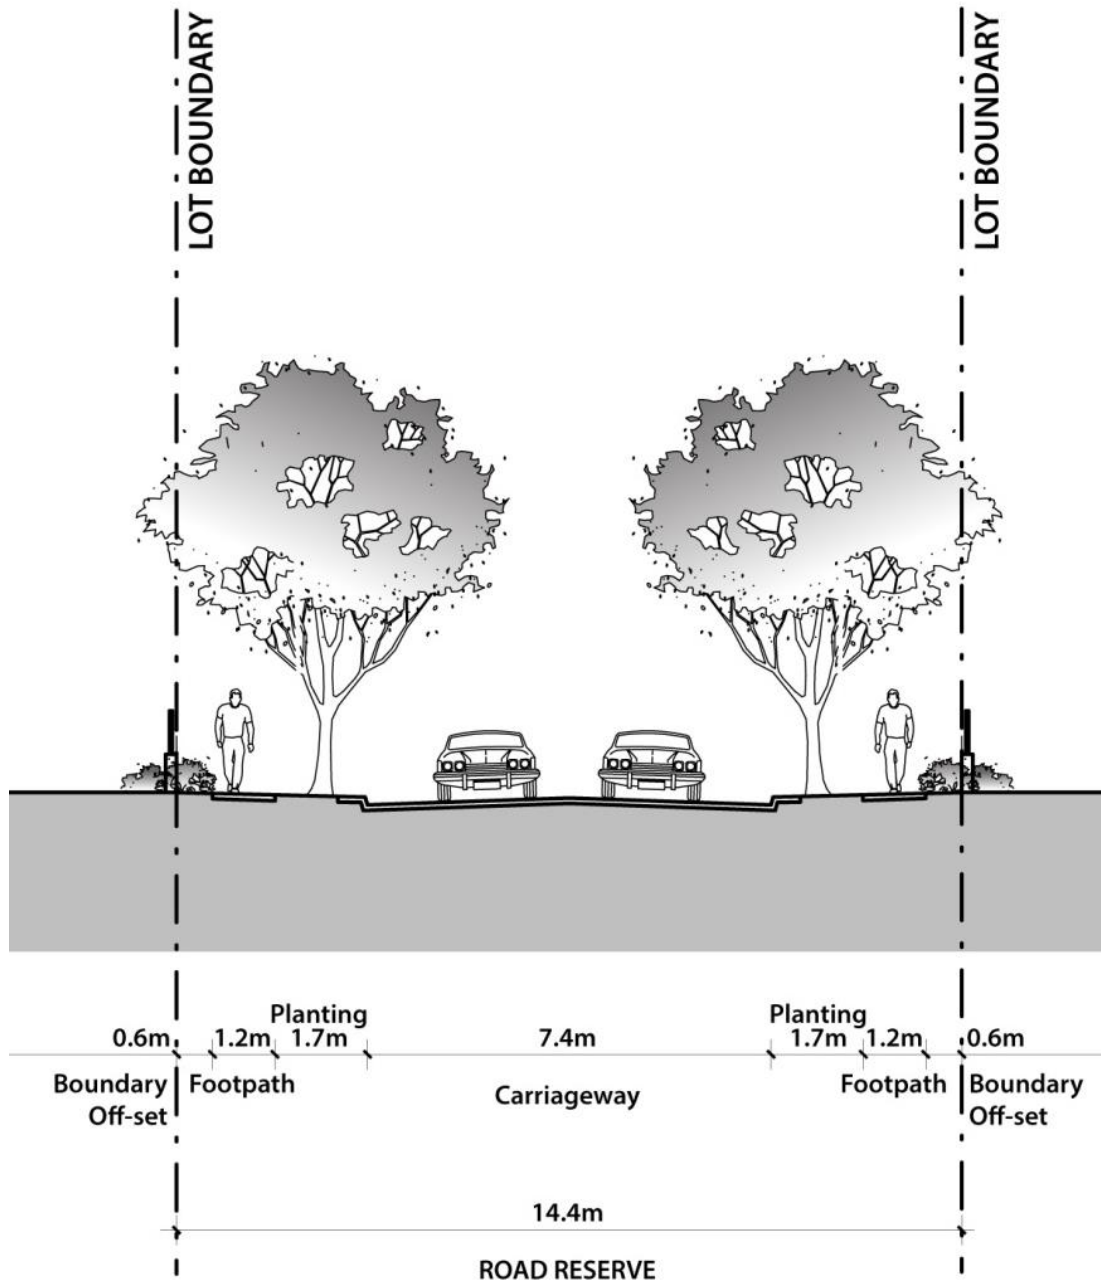 LOT BOUNDARY
LOT BOUNDARY
Planting
Planting
0.6m
1.2m
1.7m
7.4m
1.7m
1.2m
0.6m
Boundary
Off-set
Footpath
Carriageway
Footpath
Boundary
Off-set
14.4m
ROAD RESERVE